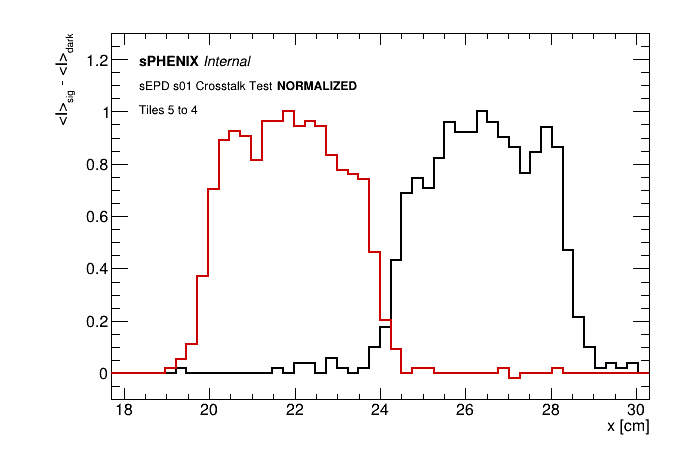 <I>sig - <I>dark
sPHENIX Internal
sEPD s01 Crosstalk Test NORMALIZED
Tiles 5 to 4
1.2
1
0.8
0.6
0.4
0.2
0
18 20 22 24 26 28 30
x [cm]